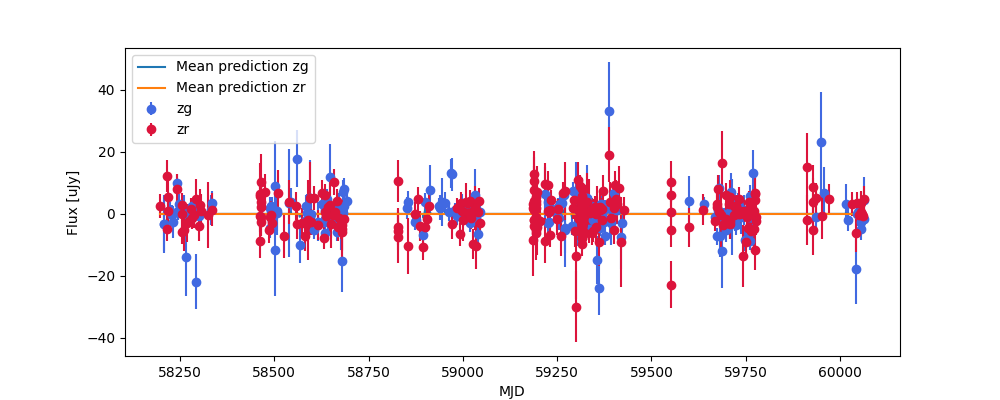 Mean prediction zg
Mean prediction zr
zg
zr
Flux [uJy]
40
20
0
−20
−40
58250
58500
58750
59000
59250
59500
59750
60000
MJD